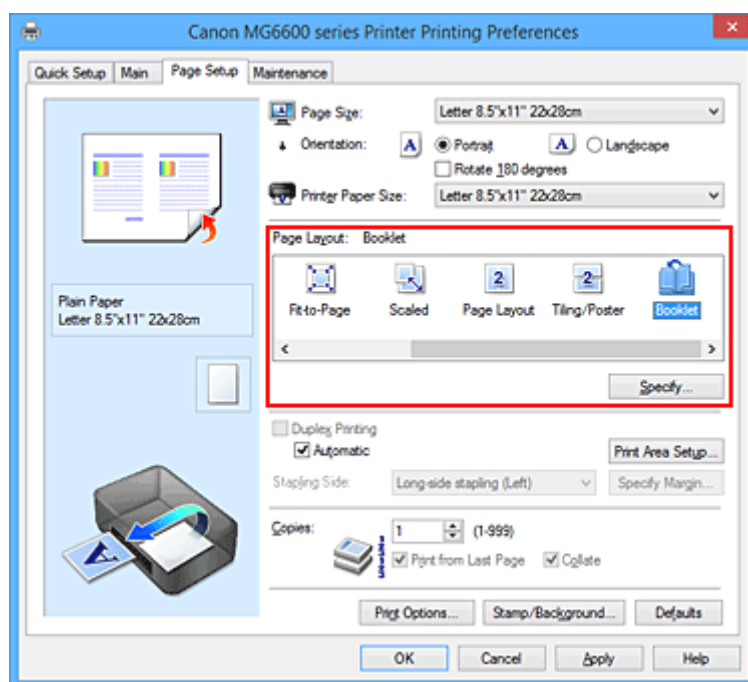 Canon MG6600 series Printer Printing Preferences
Quick Setup Main Page Setup Maintenance
Page Size: Letter 8.5"x11" 22x28cm
Orientation: A Portrait A Landscape
Rotate 180 degrees
Printer Paper Size: Letter 8.5"x11" 22x28cm
Page Layout: Booklet
2 2
Fit-to-Page Scaled Page Layout Tiling/Poster Booklet
Plain Paper
Letter 8.5"x11" 22x28cm
Specify...
Duplex Printing
Automatic Print Area Setup...
Stapling Side: Long-side stapling (Left) Specify Margin...
Copies: 1 (1-999)
Print from Last Page Collate
A
Print Options... Stamp/Background... Defaults
OK Cancel Apply Help